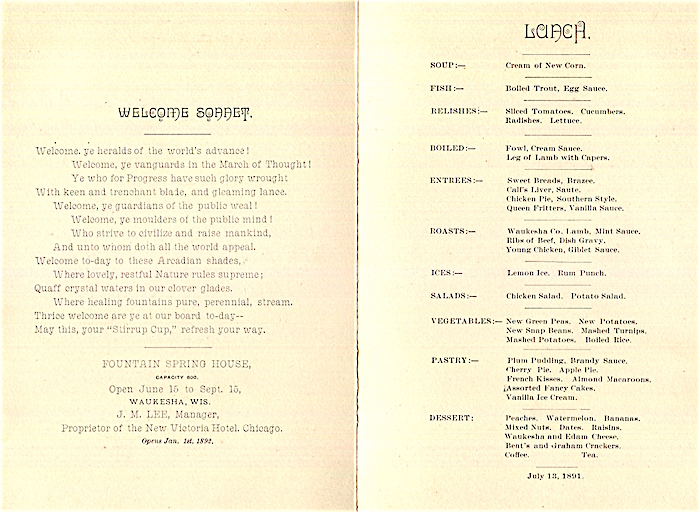 WELCOME SONNET.
Welcome, ye heralds of the world's advance!
Welcome, ye vanguards in the March of Thought!
Ye who for Progress have such glory wrought
With keen and trenchant blade, and gleaming lance.
Welcome, ye guardians of the public weal!
Welcome, ye moulders of the public mind!
Who strive to civilize and raise mankind,
And unto whom doth all the world appeal.
Welcome to-day to these Arcadian shades,
Where lovely, restful Nature rules supreme;
Quaff crystal waters in our clover glades.
Where healing fountains pure, perennial, stream.
Thrice welcome are ye at our board to-day--
May this, your "Stirrup Cup," refresh your way.
FOUNTAIN SPRING HOUSE,
CAPACITY 800.
Open June 15 to Sept. 15,
WAUKESHA, WIS.
J. M. LEE, Manager,
Proprietor of the New Victoria Hotel, Chicago.
Opens Jan. 1st, 1892.
LUNCH.
SOUP:— Cream of New Corn.
FISH:— Boiled Trout, Egg Sauce.
RELISHES:— Sliced Tomatoes. Cucumbers.
Radishes. Lettuce.
BOILED:— Fowl, Cream Sauce.
Leg of Lamb with Capers.
ENTREES:— Sweet Breads, Brazee.
Calf's Liver, Saute.
Chicken Pie, Southern Style.
Queen Fritters, Vanilla Sauce.
ROASTS:— Waukesha Co. Lamb, Mint Sauce.
Ribs of Beef, Dish Gravy.
Young Chicken, Giblet Sauce.
ICES:— Lemon Ice. Rum Punch.
SALADS:— Chicken Salad. Potato Salad.
VEGETABLES:— New Green Peas. New Potatoes.
New Snap Beans. Mashed Turnips.
Mashed Potatoes. Boiled Rice.
PASTRY:— Plum Pudding, Brandy Sauce.
Cherry Pie. Apple Pie.
French Kisses. Almond Macaroons.
Assorted Fancy Cakes.
Vanilla Ice Cream.
DESSERT: Peaches. Watermelon. Bananas.
Mixed Nuts. Dates. Raisins.
Waukesha and Edam Cheese.
Bent's and Graham Crackers.
Coffee. Tea.
July 13, 1891.